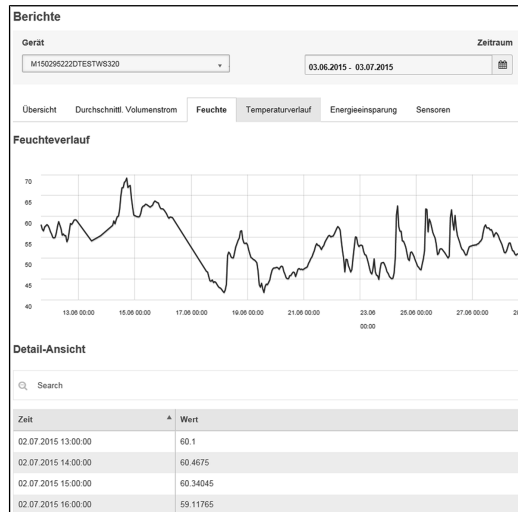 Berichte
Gerät
Zeitraum
M150295222DTESTWS320
03.06.2015 - 03.07.2015
Übersicht Durchschnittl. Volumenstrom Feuchte Temperaturverlauf Energieeinsparung Sensoren
Feuchteverlauf
70
65
60
55
50
45
40
13.06 00:00 15.06 00:00 17.06 00:00 19.06 00:00 21.06 00:00 23.06 00:00 25.06 00:00 27.06 00:00
Detail-Ansicht
Search
Zeit Wert
02.07.2015 13:00:00 60.1
02.07.2015 14:00:00 60.4675
02.07.2015 15:00:00 60.34045
02.07.2015 16:00:00 59.11765